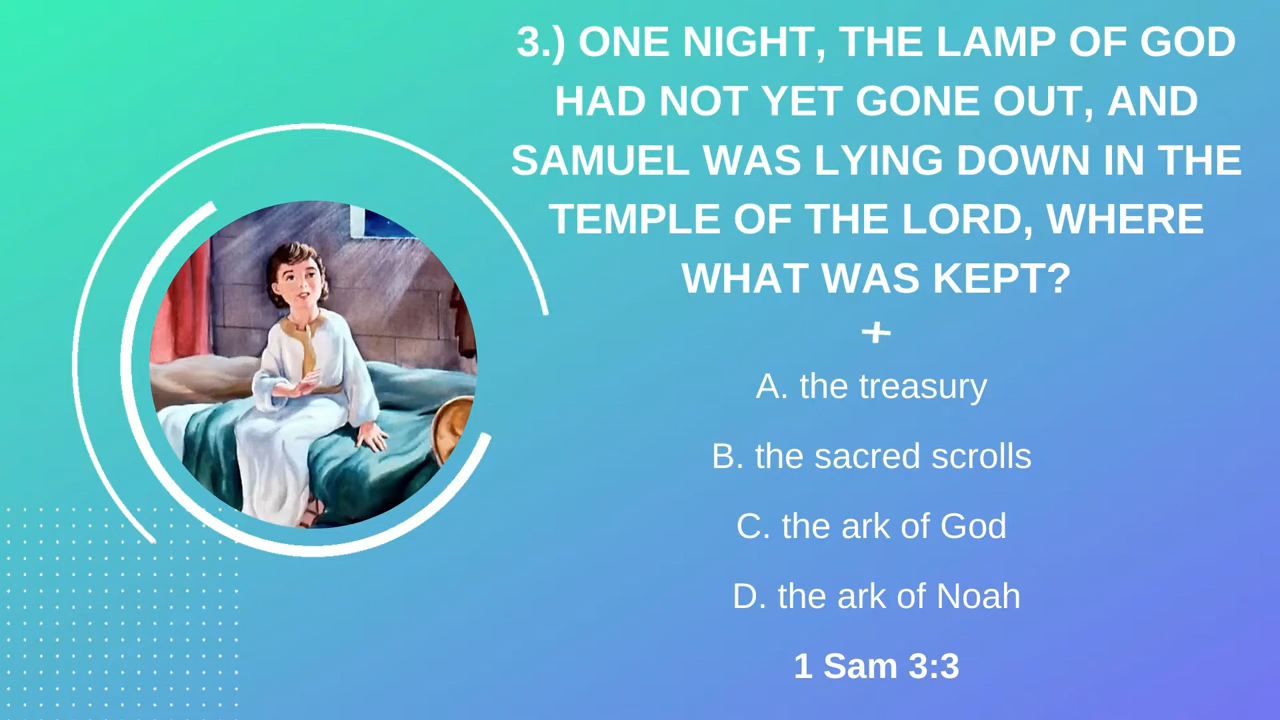 3.) ONE NIGHT, THE LAMP OF GOD
HAD NOT YET GONE OUT, AND
SAMUEL WAS LYING DOWN IN THE
TEMPLE OF THE LORD, WHERE
WHAT WAS KEPT?
A. the treasury
B. the sacred scrolls
C. the ark of God
D. the ark of Noah
1 Sam 3:3